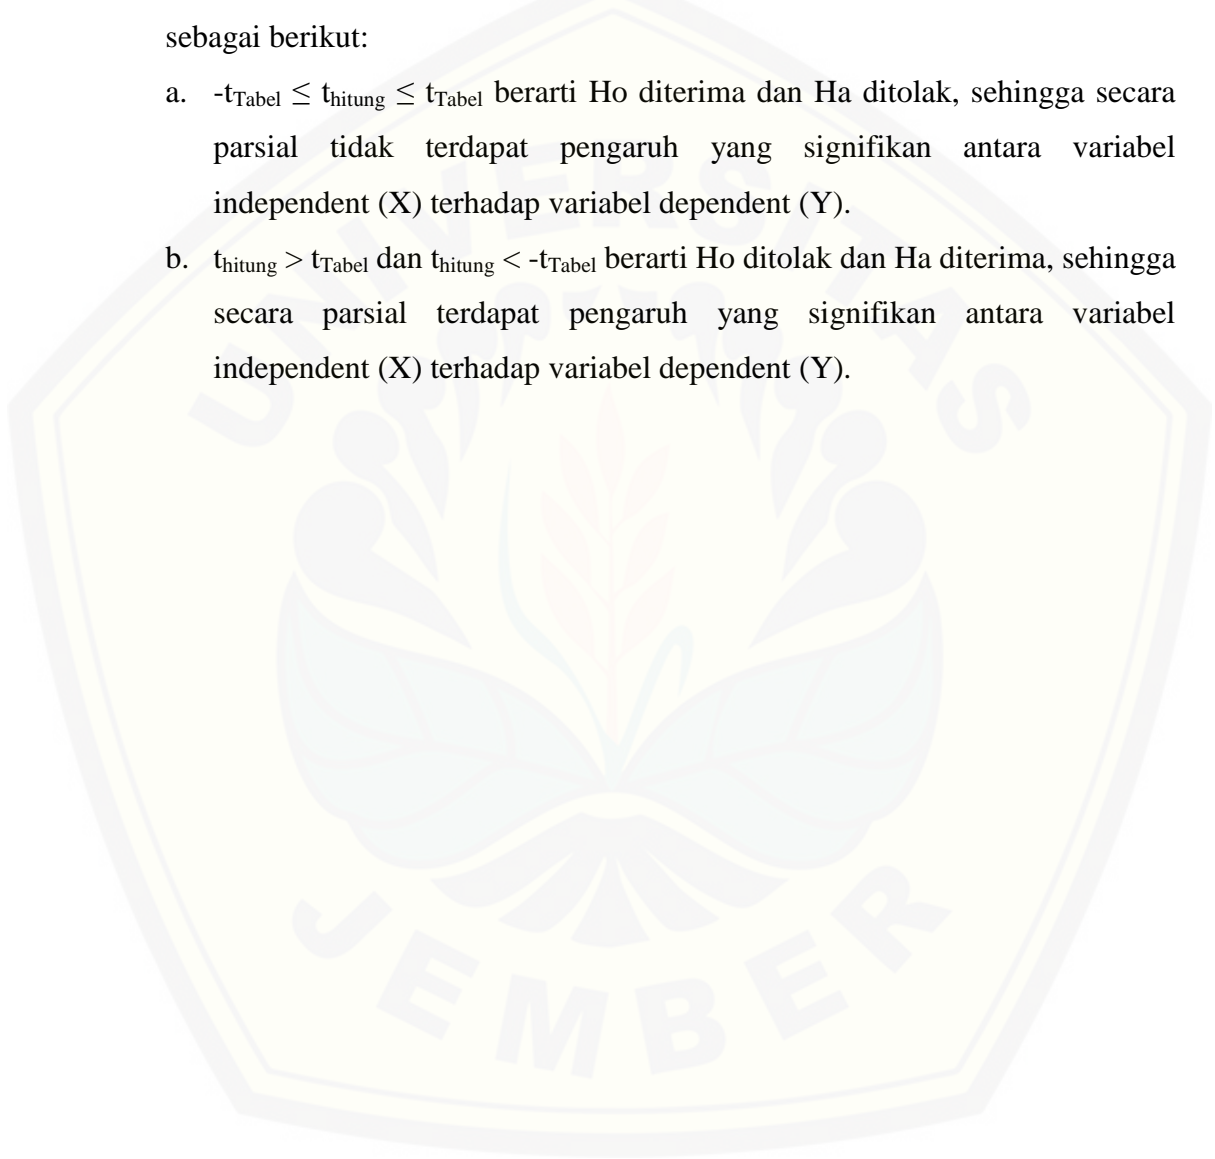 sebagai berikut:
a. -tTabel ≤ thitung ≤ tTabel berarti Ho diterima dan Ha ditolak, sehingga secara
parsial tidak terdapat pengaruh yang signifikan antara variabel
independent (X) terhadap variabel dependent (Y).
b. thitung > tTabel dan thitung < -tTabel berarti Ho ditolak dan Ha diterima, sehingga
secara parsial terdapat pengaruh yang signifikan antara variabel
independent (X) terhadap variabel dependent (Y).
UNIVERSITAS
JEMBER